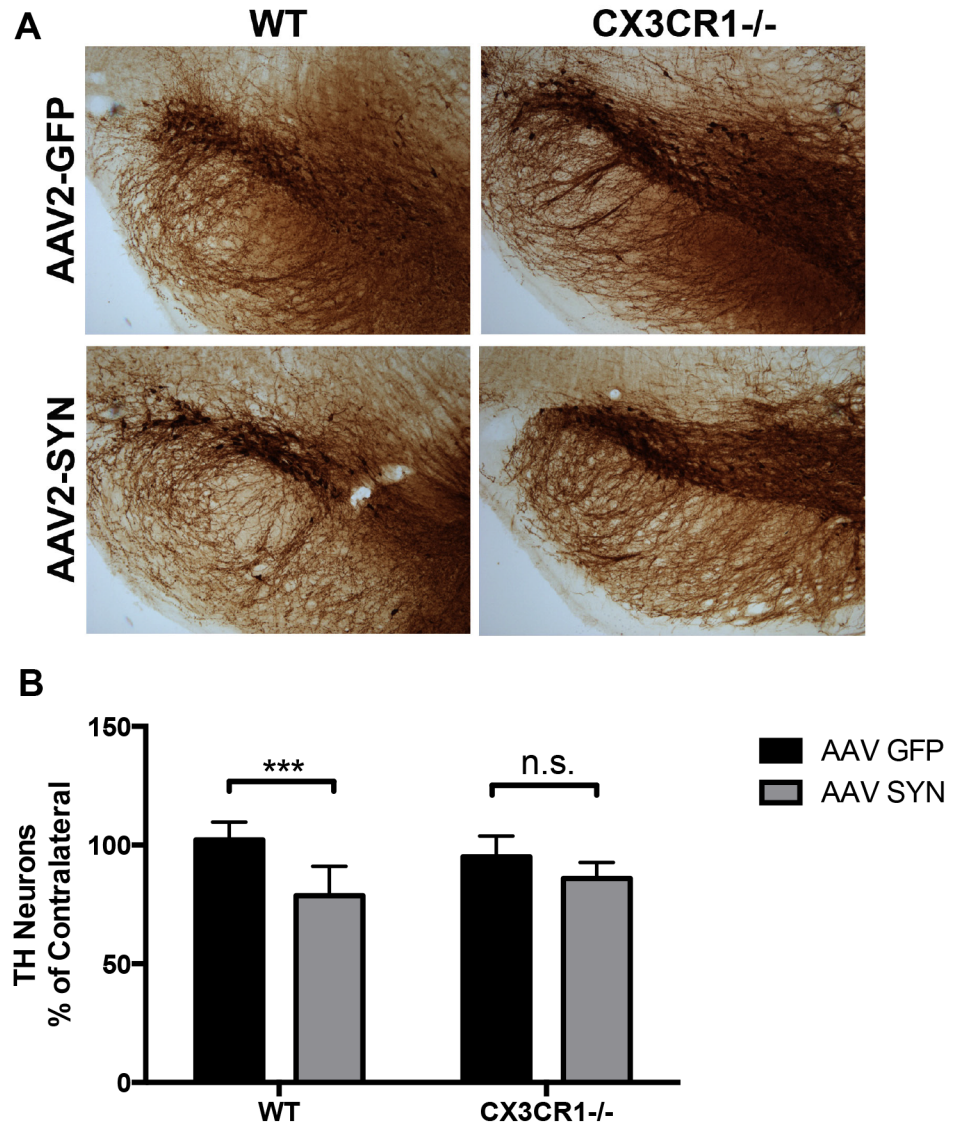 A
WT
CX3CR1-/-
AAV2-GFP
AAV2-SYN
B
TH Neurons
% of Contralateral
150
100
50
0
***
n.s.
WT
CX3CR1-/-
AAV GFP
AAV SYN